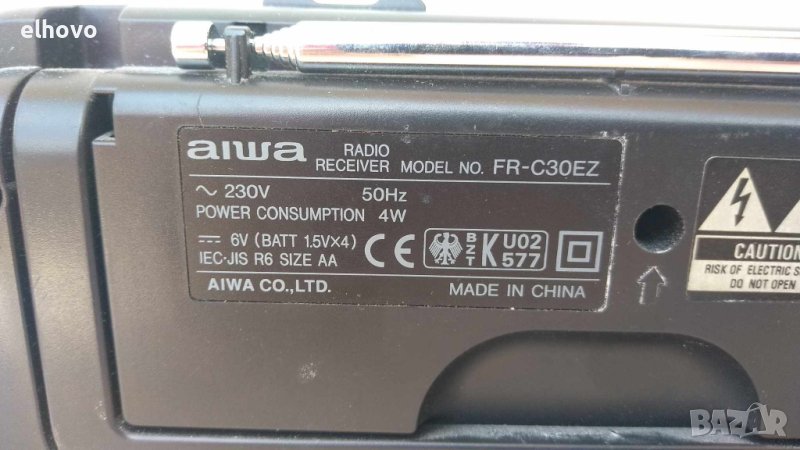 elhovo
aiwa RADIO RECEIVER MODEL NO. FR-C30EZ
~ 230V 50Hz
POWER CONSUMPTION 4W
6V (BATT 1.5V×4)
IEC·JIS R6 SIZE AA
CE
BZT K U02 577
AIWA CO.,LTD. MADE IN CHINA
CAUTION
RISK OF ELECTRIC
DO NOT OPEN
BAZAR